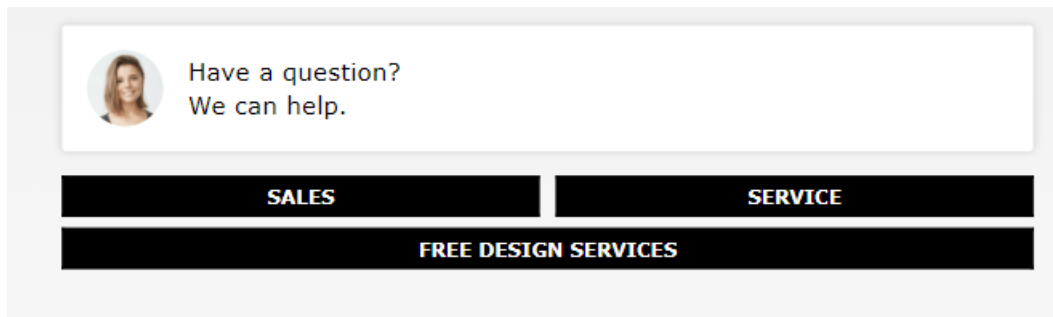 Have a question?
We can help.
SALES
SERVICE
FREE DESIGN SERVICES